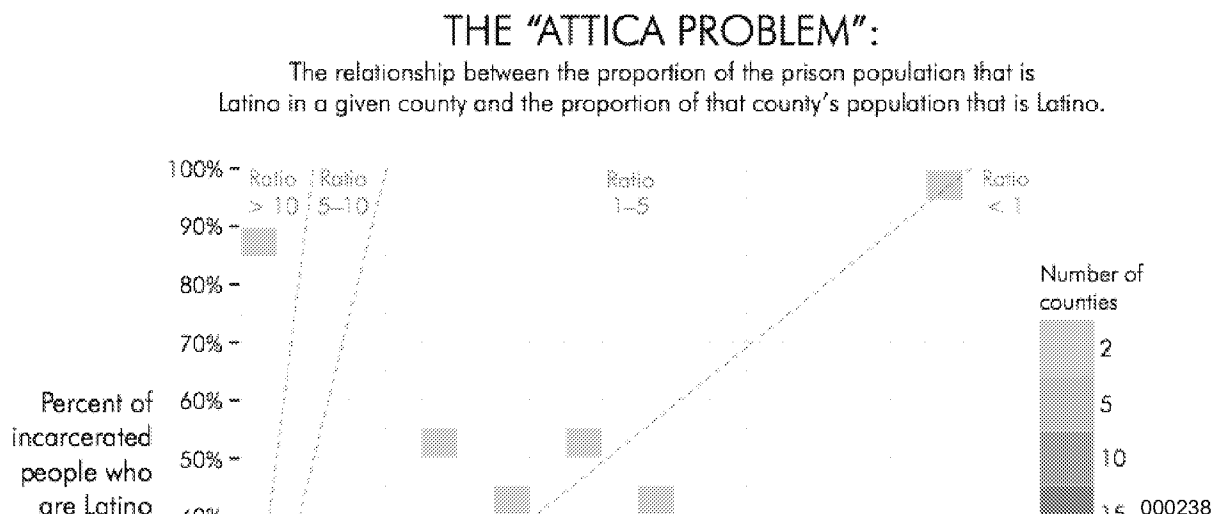 THE “ATTICA PROBLEM”:
The relationship between the proportion of the prison population that is
Latino in a given county and the proportion of that county’s population that is Latino.
100%
Ratio
> 10
Ratio
5–10
Ratio
1–5
Ratio
< 1
90%
80%
70%
60%
50%
Percent of
incarcerated
people who
are Latino
Number of
counties
2
5
10
15
000238